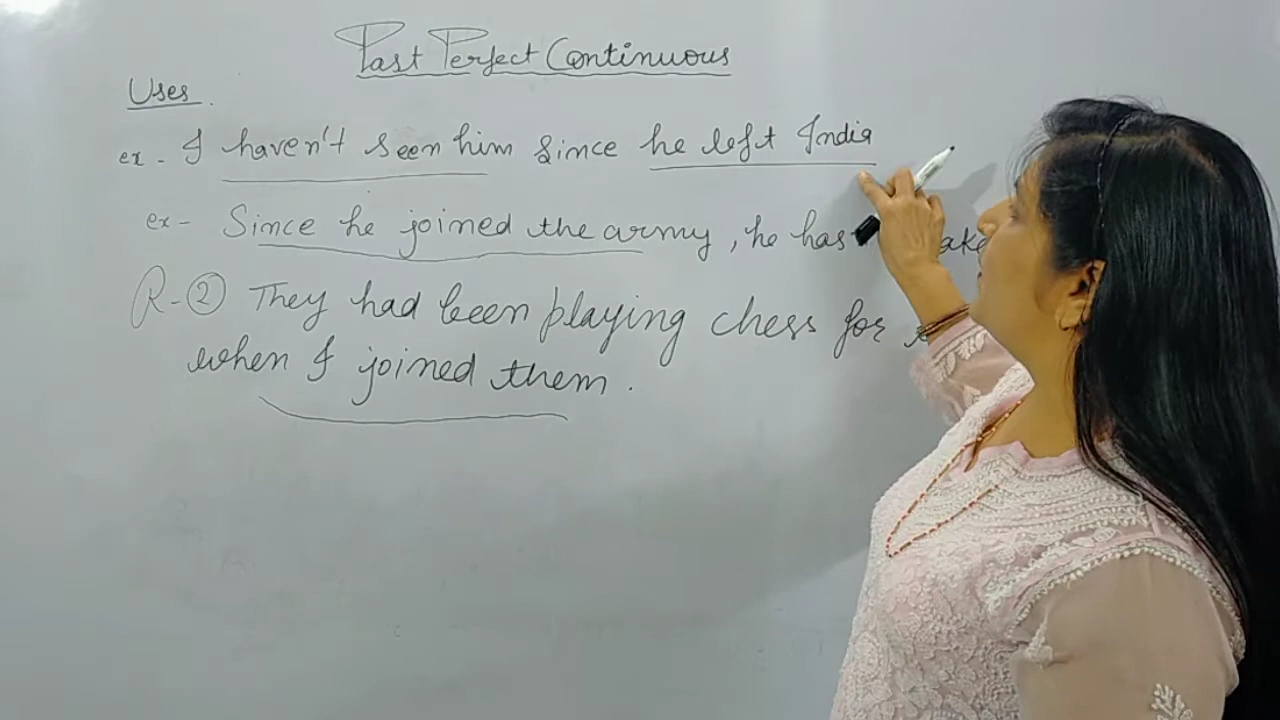 Past Perfect Continuous
Uses.
ex - I haven't seen him since he left India
ex- Since he joined the army, he has
R-② They had been playing chess for
when I joined them.